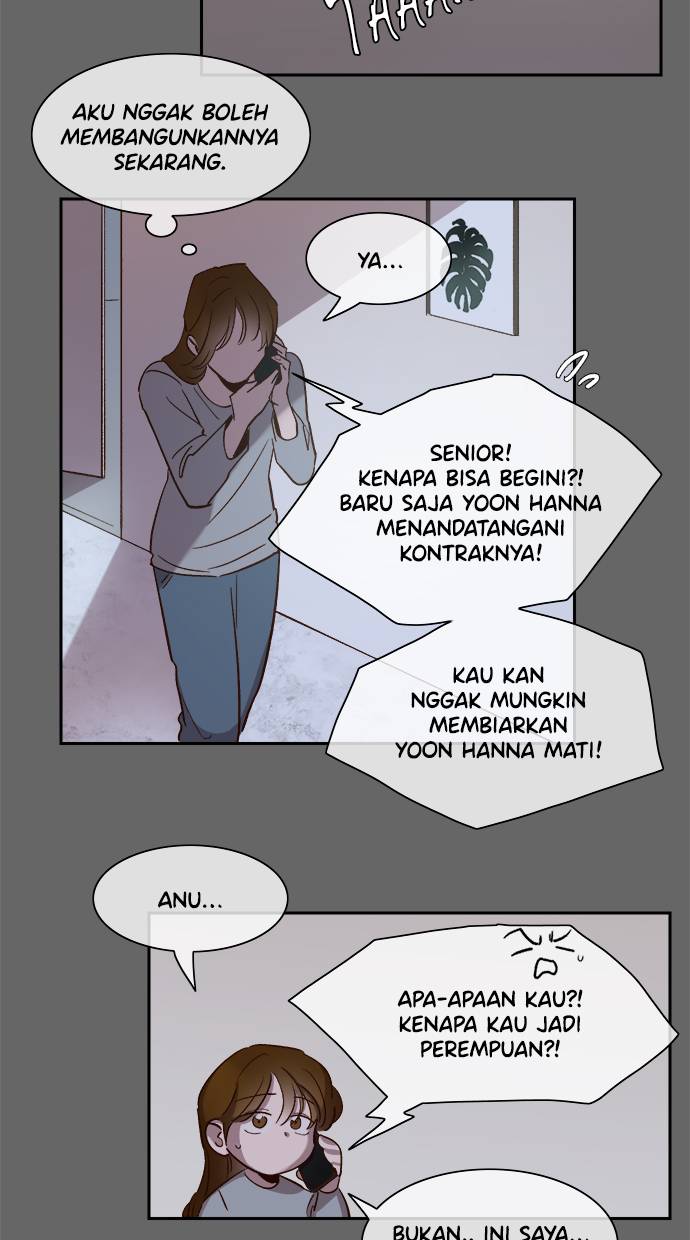 AKU NGGAK BOLEH
MEMBANGUNKANNYA
SEKARANG.
YA...
SENIOR!
KENAPA BISA BEGINI?!
BARU SAJA YOON HANNA
MENANDATANGANI
KONTRAKNYA!
KAU KAN
NGGAK MUNGKIN
MEMBIARKAN
YOON HANNA MATI!
ANU...
APA-APAAN KAU?!
KENAPA KAU JADI
PEREMPUAN?!
BUKAN.. INI SAYA...